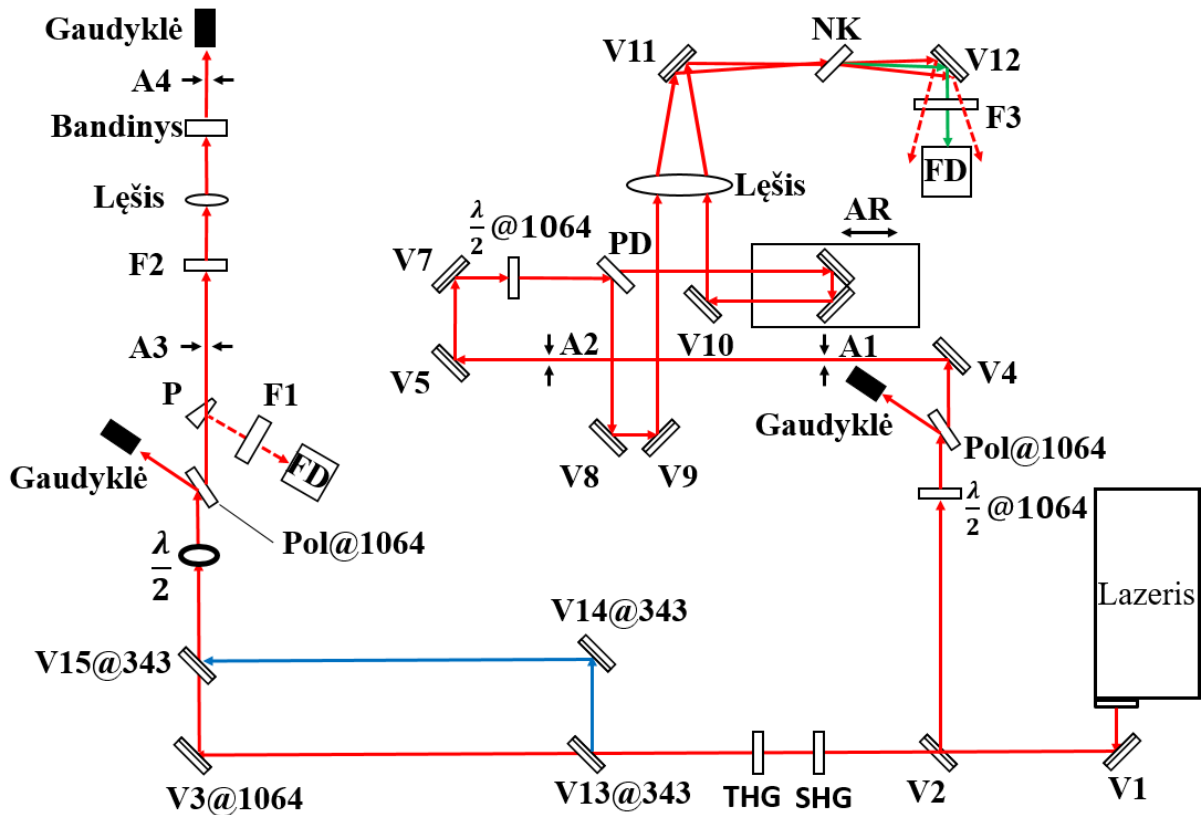 Gaudyklė
A4
Bandinys
Lęšis
F2
A3
P
F1
FD
Gaudyklė
Pol@1064
λ/2
V15@343
V3@1064
V14@343
V13@343
THG
SHG
V2
V1
Lazeris
λ/2 @1064
Pol@1064
Gaudyklė
V4
A1
A2
V5
V7
λ/2 @1064
PD
V8
V9
V10
AR
Lęšis
V11
NK
V12
F3
FD